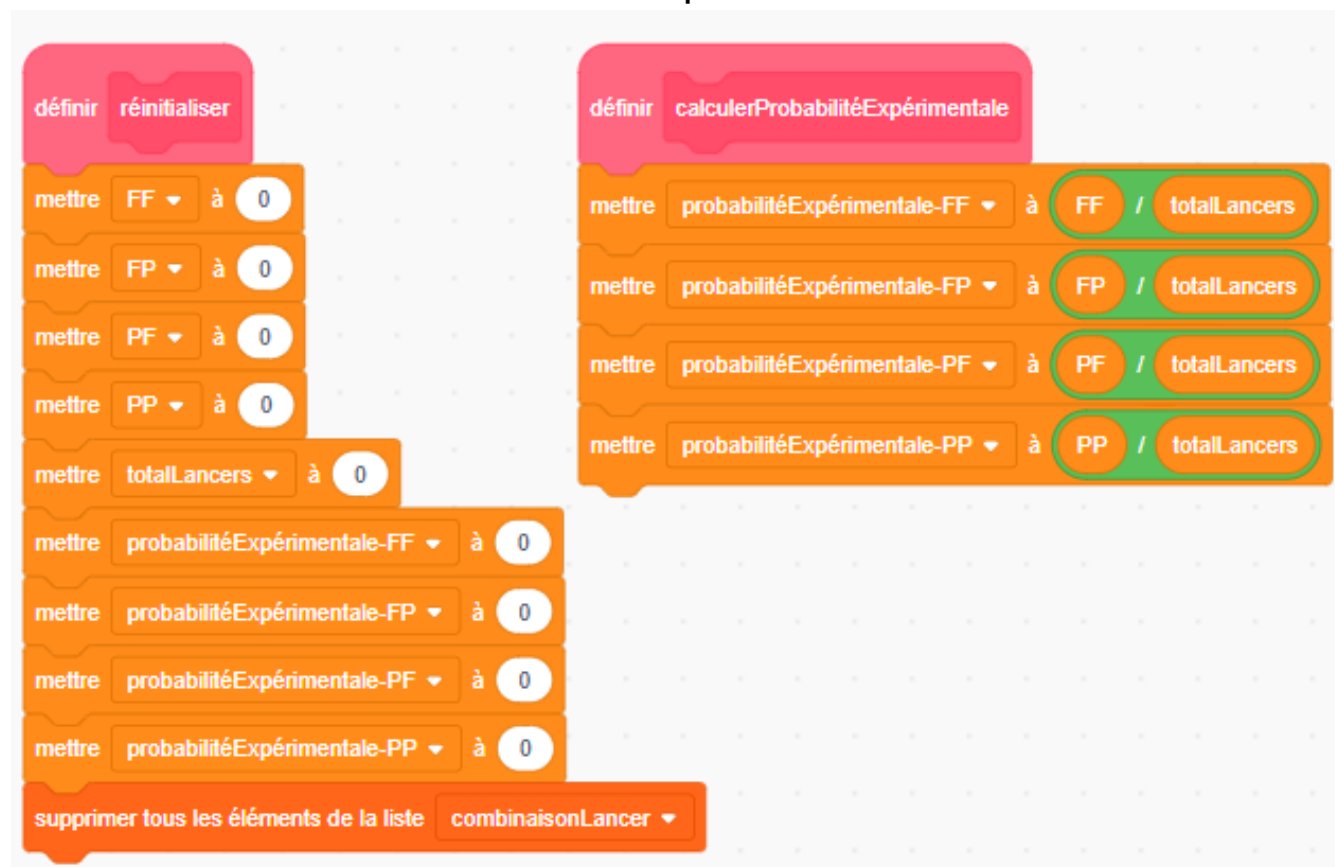 définir réinitialiser
mettre FF à 0
mettre FP à 0
mettre PF à 0
mettre PP à 0
mettre totalLancers à 0
mettre probabilitéExpérimentale-FF à 0
mettre probabilitéExpérimentale-FP à 0
mettre probabilitéExpérimentale-PF à 0
mettre probabilitéExpérimentale-PP à 0
supprimer tous les éléments de la liste combinaisonLancer
définir calculerProbabilitéExpérimentale
mettre probabilitéExpérimentale-FF à FF / totalLancers
mettre probabilitéExpérimentale-FP à FP / totalLancers
mettre probabilitéExpérimentale-PF à PF / totalLancers
mettre probabilitéExpérimentale-PP à PP / totalLancers